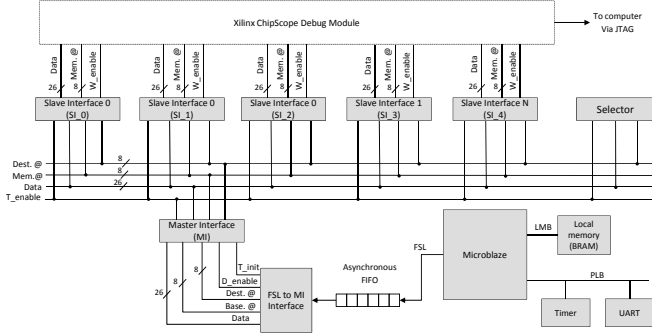 Xilinx ChipScope Debug Module
To computer
Via JTAG
Data
Mem. @
W_enable
26
8
Data
Mem. @
W_enable
26
8
Data
Mem. @
W_enable
26
8
Data
Mem. @
W_enable
26
8
Data
Mem. @
W_enable
26
8
Slave Interface 0
(SI_0)
Slave Interface 0
(SI_1)
Slave Interface 0
(SI_2)
Slave Interface 1
(SI_3)
Slave Interface N
(SI_4)
Selector
Dest. @
8
Mem.@
8
Data
26
T_enable
Master Interface
(MI)
T_init
D_enable
Dest. @
Base. @
Data
8
8
26
FSL to MI
Interface
Asynchronous
FIFO
FSL
Microblaze
LMB
Local
memory
(BRAM)
PLB
Timer
UART